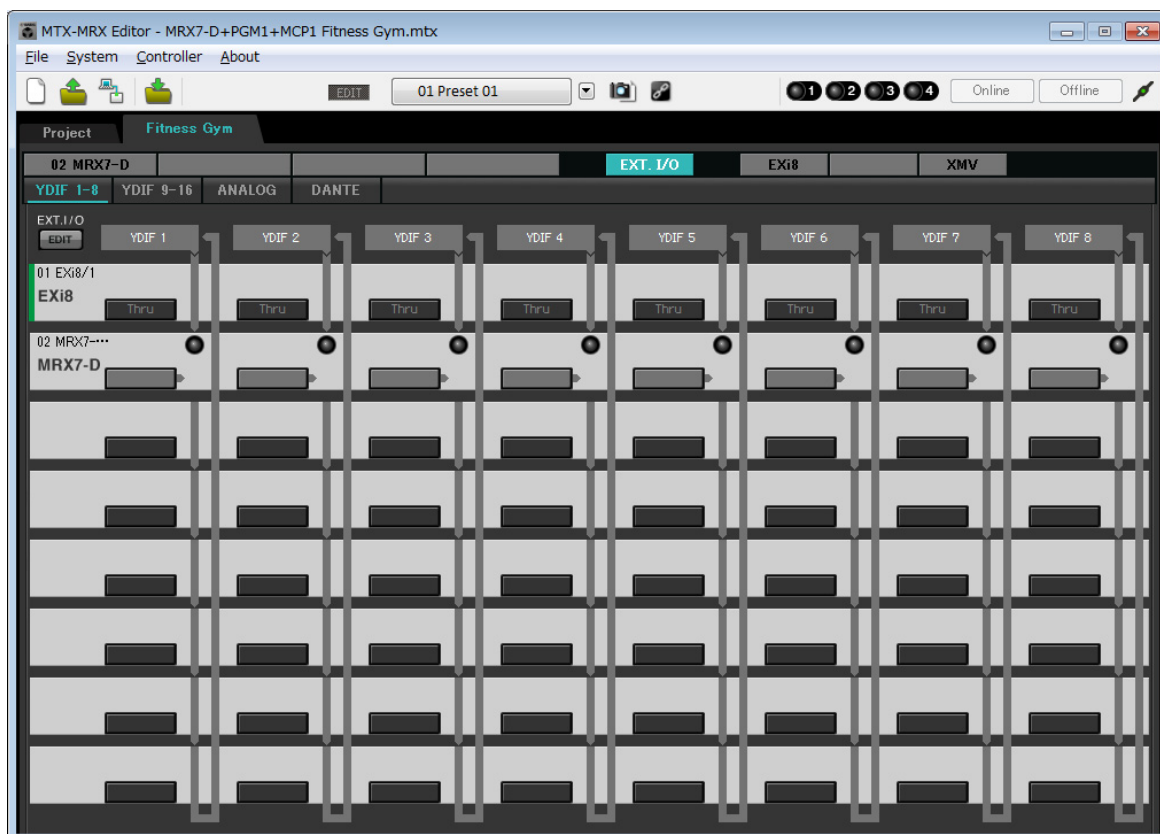 MTX-MRX Editor - MRX7-D+PGM1+MCP1 Fitness Gym.mtx
File System Controller About
EDIT 01 Preset 01 1 2 3 4 Online Offline
Project Fitness Gym
02 MRX7-D EXT. I/O EXi8 XMV
YDIF 1-8 YDIF 9-16 ANALOG DANTE
EXT.I/O
EDIT YDIF 1 YDIF 2 YDIF 3 YDIF 4 YDIF 5 YDIF 6 YDIF 7 YDIF 8
01 EXi8/1
EXi8
Thru Thru Thru Thru Thru Thru Thru Thru
02 MRX7-···
MRX7-D